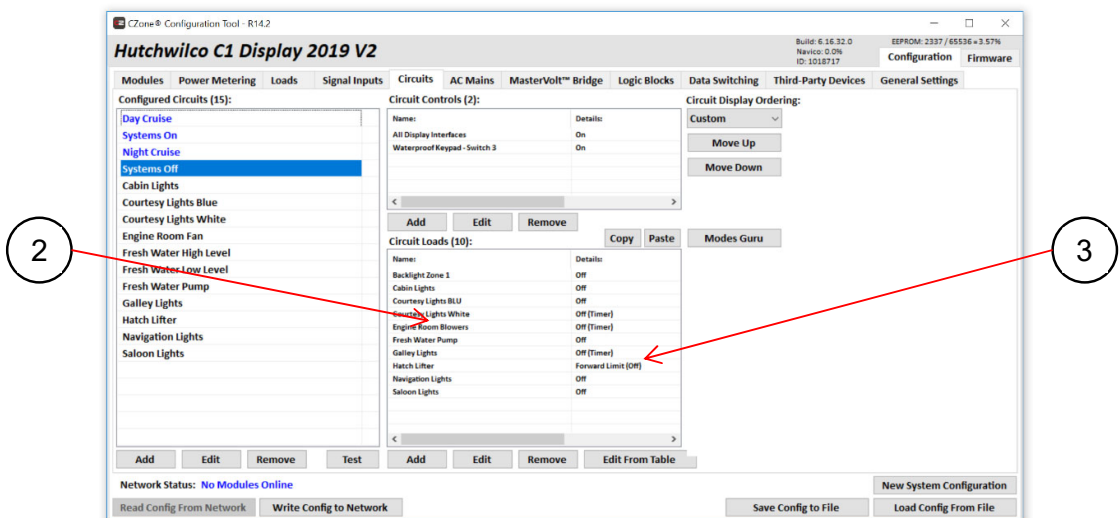 CZone® Configuration Tool - R14.2
Hutchwilco C1 Display 2019 V2
Build: 6.16.32.0
Navico: 0.0%
ID: 1018717
EEPROM: 2337 / 65536 = 3.57%
Configuration Firmware
Modules Power Metering Loads Signal Inputs Circuits AC Mains MasterVolt™ Bridge Logic Blocks Data Switching Third-Party Devices General Settings
Configured Circuits (15):
Day Cruise
Systems On
Night Cruise
Systems Off
Cabin Lights
Courtesy Lights Blue
Courtesy Lights White
Engine Room Fan
Fresh Water High Level
Fresh Water Low Level
Fresh Water Pump
Galley Lights
Hatch Lifter
Navigation Lights
Saloon Lights
Add Edit Remove Test
Circuit Controls (2):
Name: Details:
All Display Interfaces On
Waterproof Keypad - Switch 3 On
Add Edit Remove
Copy Paste
Circuit Loads (10):
Name: Details:
Backlight Zone 1 Off
Cabin Lights Off
Courtesy Lights BLU Off
Courtesy Lights White Off (Timer)
Engine Room Blowers Off (Timer)
Fresh Water Pump Off
Galley Lights Off (Timer)
Hatch Lifter Forward Limit (Off)
Navigation Lights Off
Saloon Lights Off
Add Edit Remove Edit From Table
Circuit Display Ordering:
Custom
Move Up
Move Down
Modes Guru
2
3
Network Status: No Modules Online
New System Configuration
Read Config From Network Write Config to Network Save Config to File Load Config From File